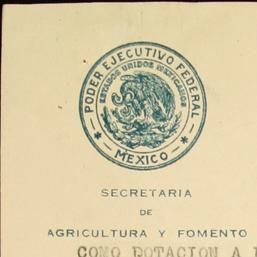 PODER EJECUTIVO FEDERAL
ESTADOS UNIDOS MEXICANOS
MEXICO
SECRETARIA
DE
AGRICULTURA Y FOMENTO
COMO DOTACION A